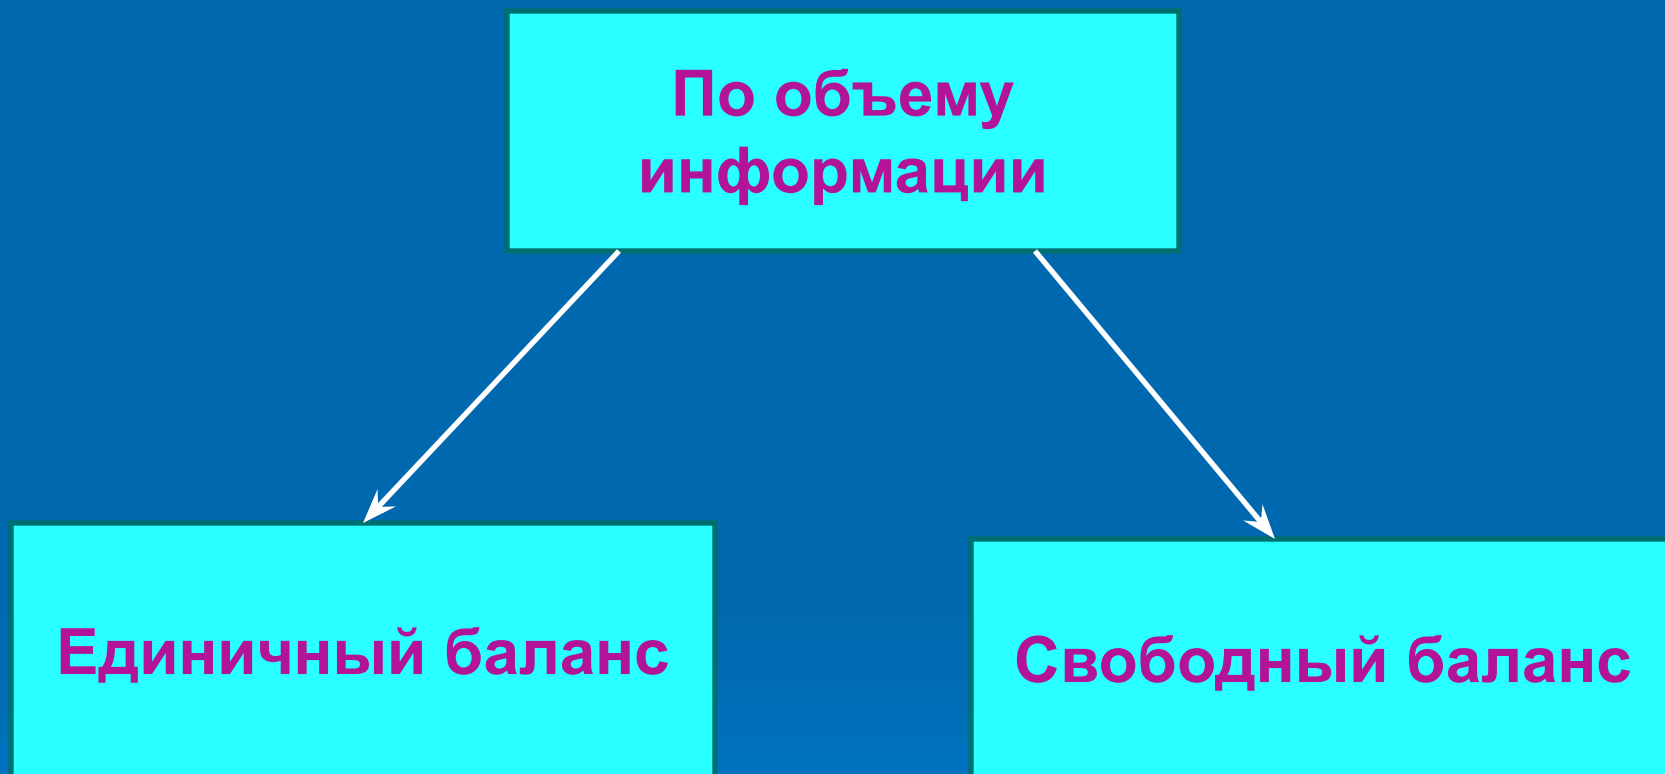 По объему
информации
Единичный баланс
Свободный баланс